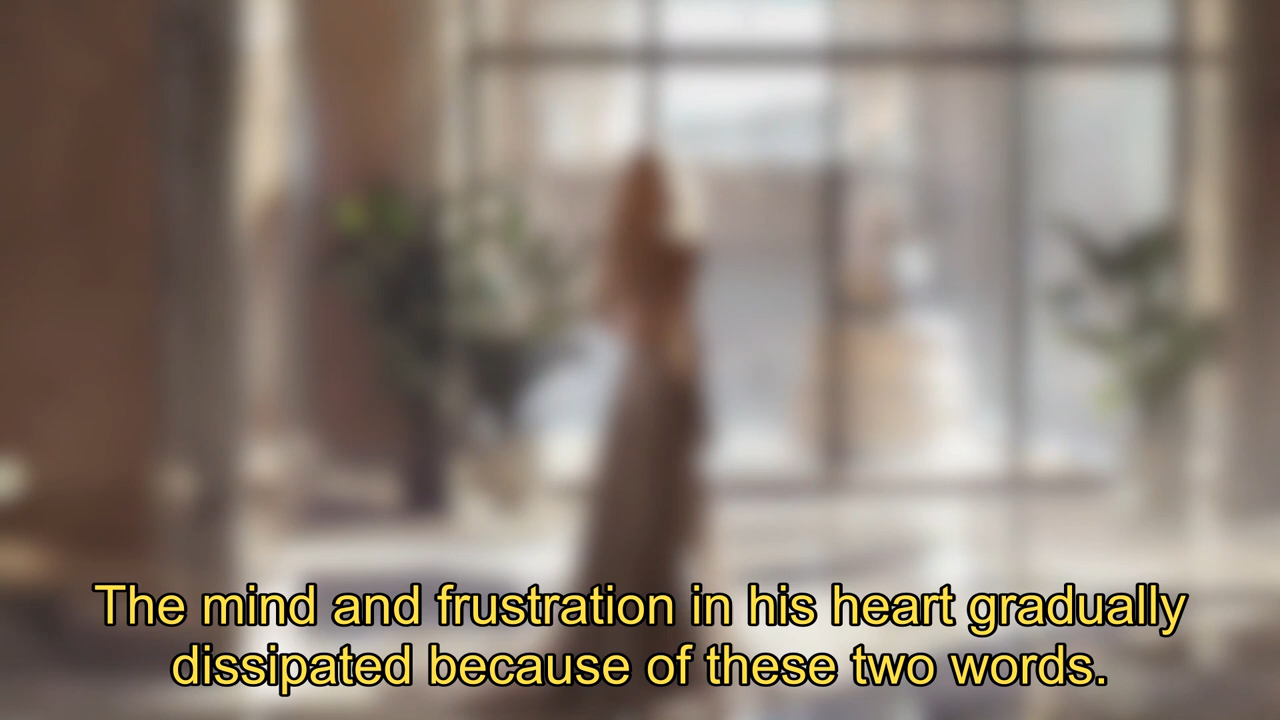 The mind and frustration in his heart gradually
dissipated because of these two words.